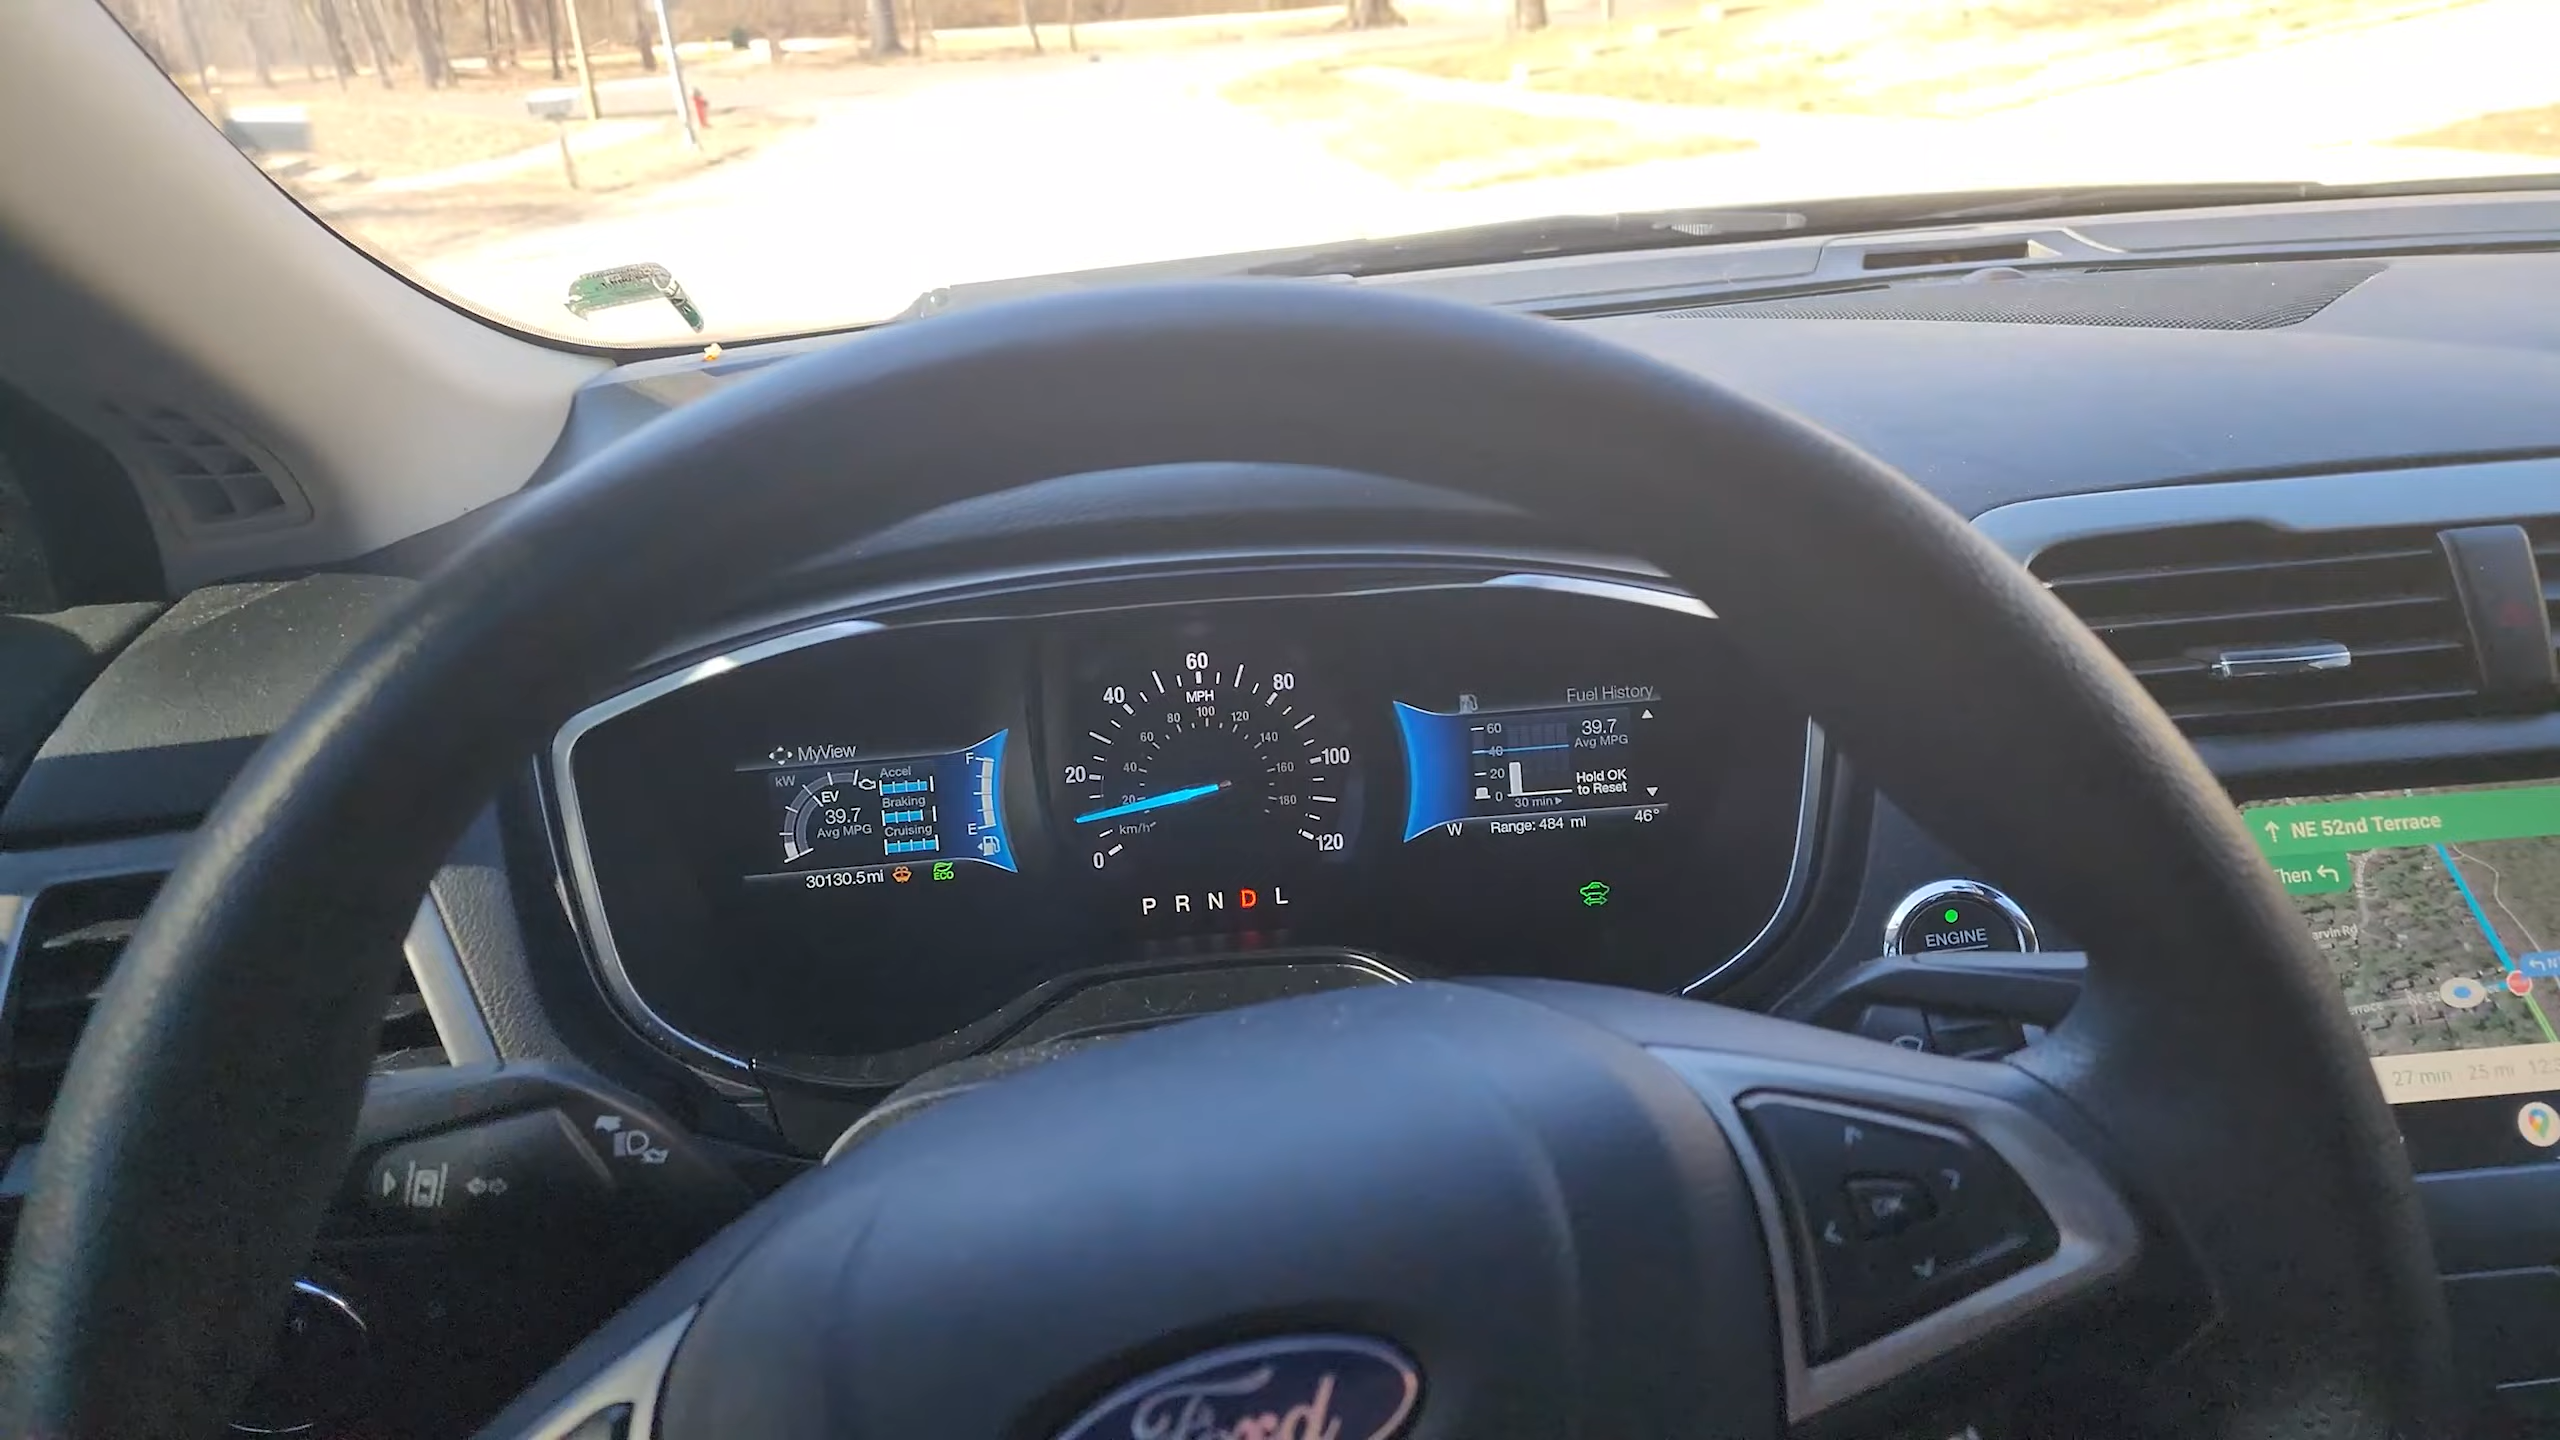 MyView
kW
EV
39.7
Avg MPG
Accel
Braking
Cruising
F
E
30130.5mi
ECO
0
20
40
60
80
100
120
MPH
20
40
60
80
100
120
140
160
180
km/h
P R N D L
Fuel History
60
40
20
0
39.7
Avg MPG
Hold OK
to Reset
30 min
W Range: 484 mi 46°
ENGINE
NE 52nd Terrace
Then
arvin Rd
27 min 25 mi
OK
Ford